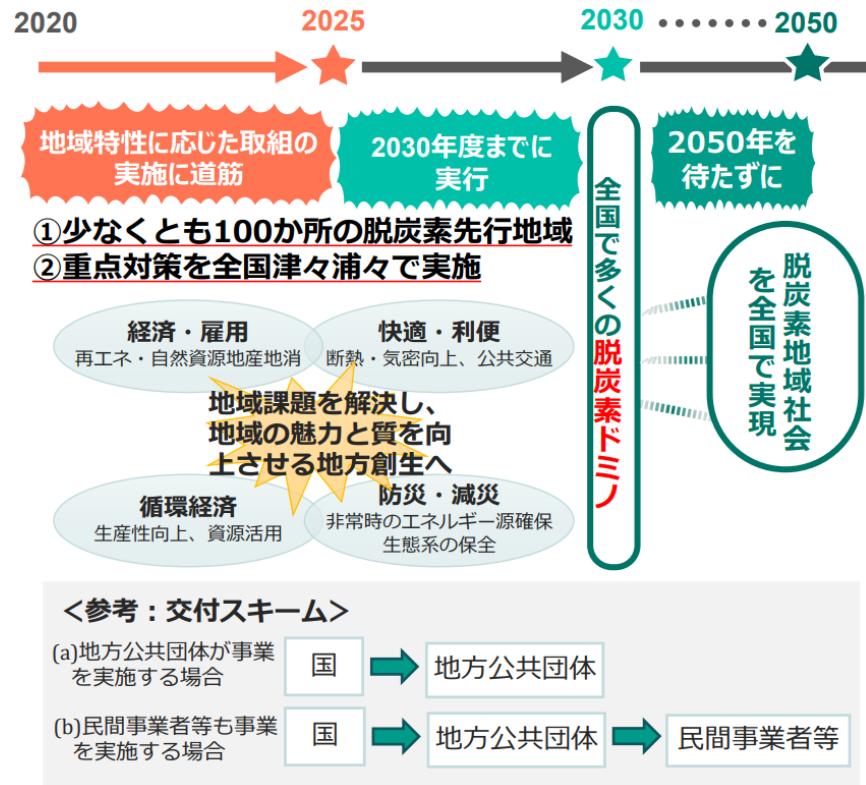 2020
2025
2030 ・・・・・・・ 2050
地域特性に応じた取組の
実施に道筋
2030年度までに
実行
2050年を
待たずに
①少なくとも100か所の脱炭素先行地域
②重点対策を全国津々浦々で実施
経済・雇用
再エネ・自然資源地産地消
快適・利便
断熱・気密向上、公共交通
地域課題を解決し、
地域の魅力と質を向
上させる地方創生へ
循環経済
生産性向上、資源活用
防災・減災
非常時のエネルギー源確保
生態系の保全
全国で多くの脱炭素ドミノ
脱炭素地域社会
を全国で実現
＜参考：交付スキーム＞
(a)地方公共団体が事業
を実施する場合
国
地方公共団体
(b)民間事業者等も事業
を実施する場合
国
地方公共団体
民間事業者等